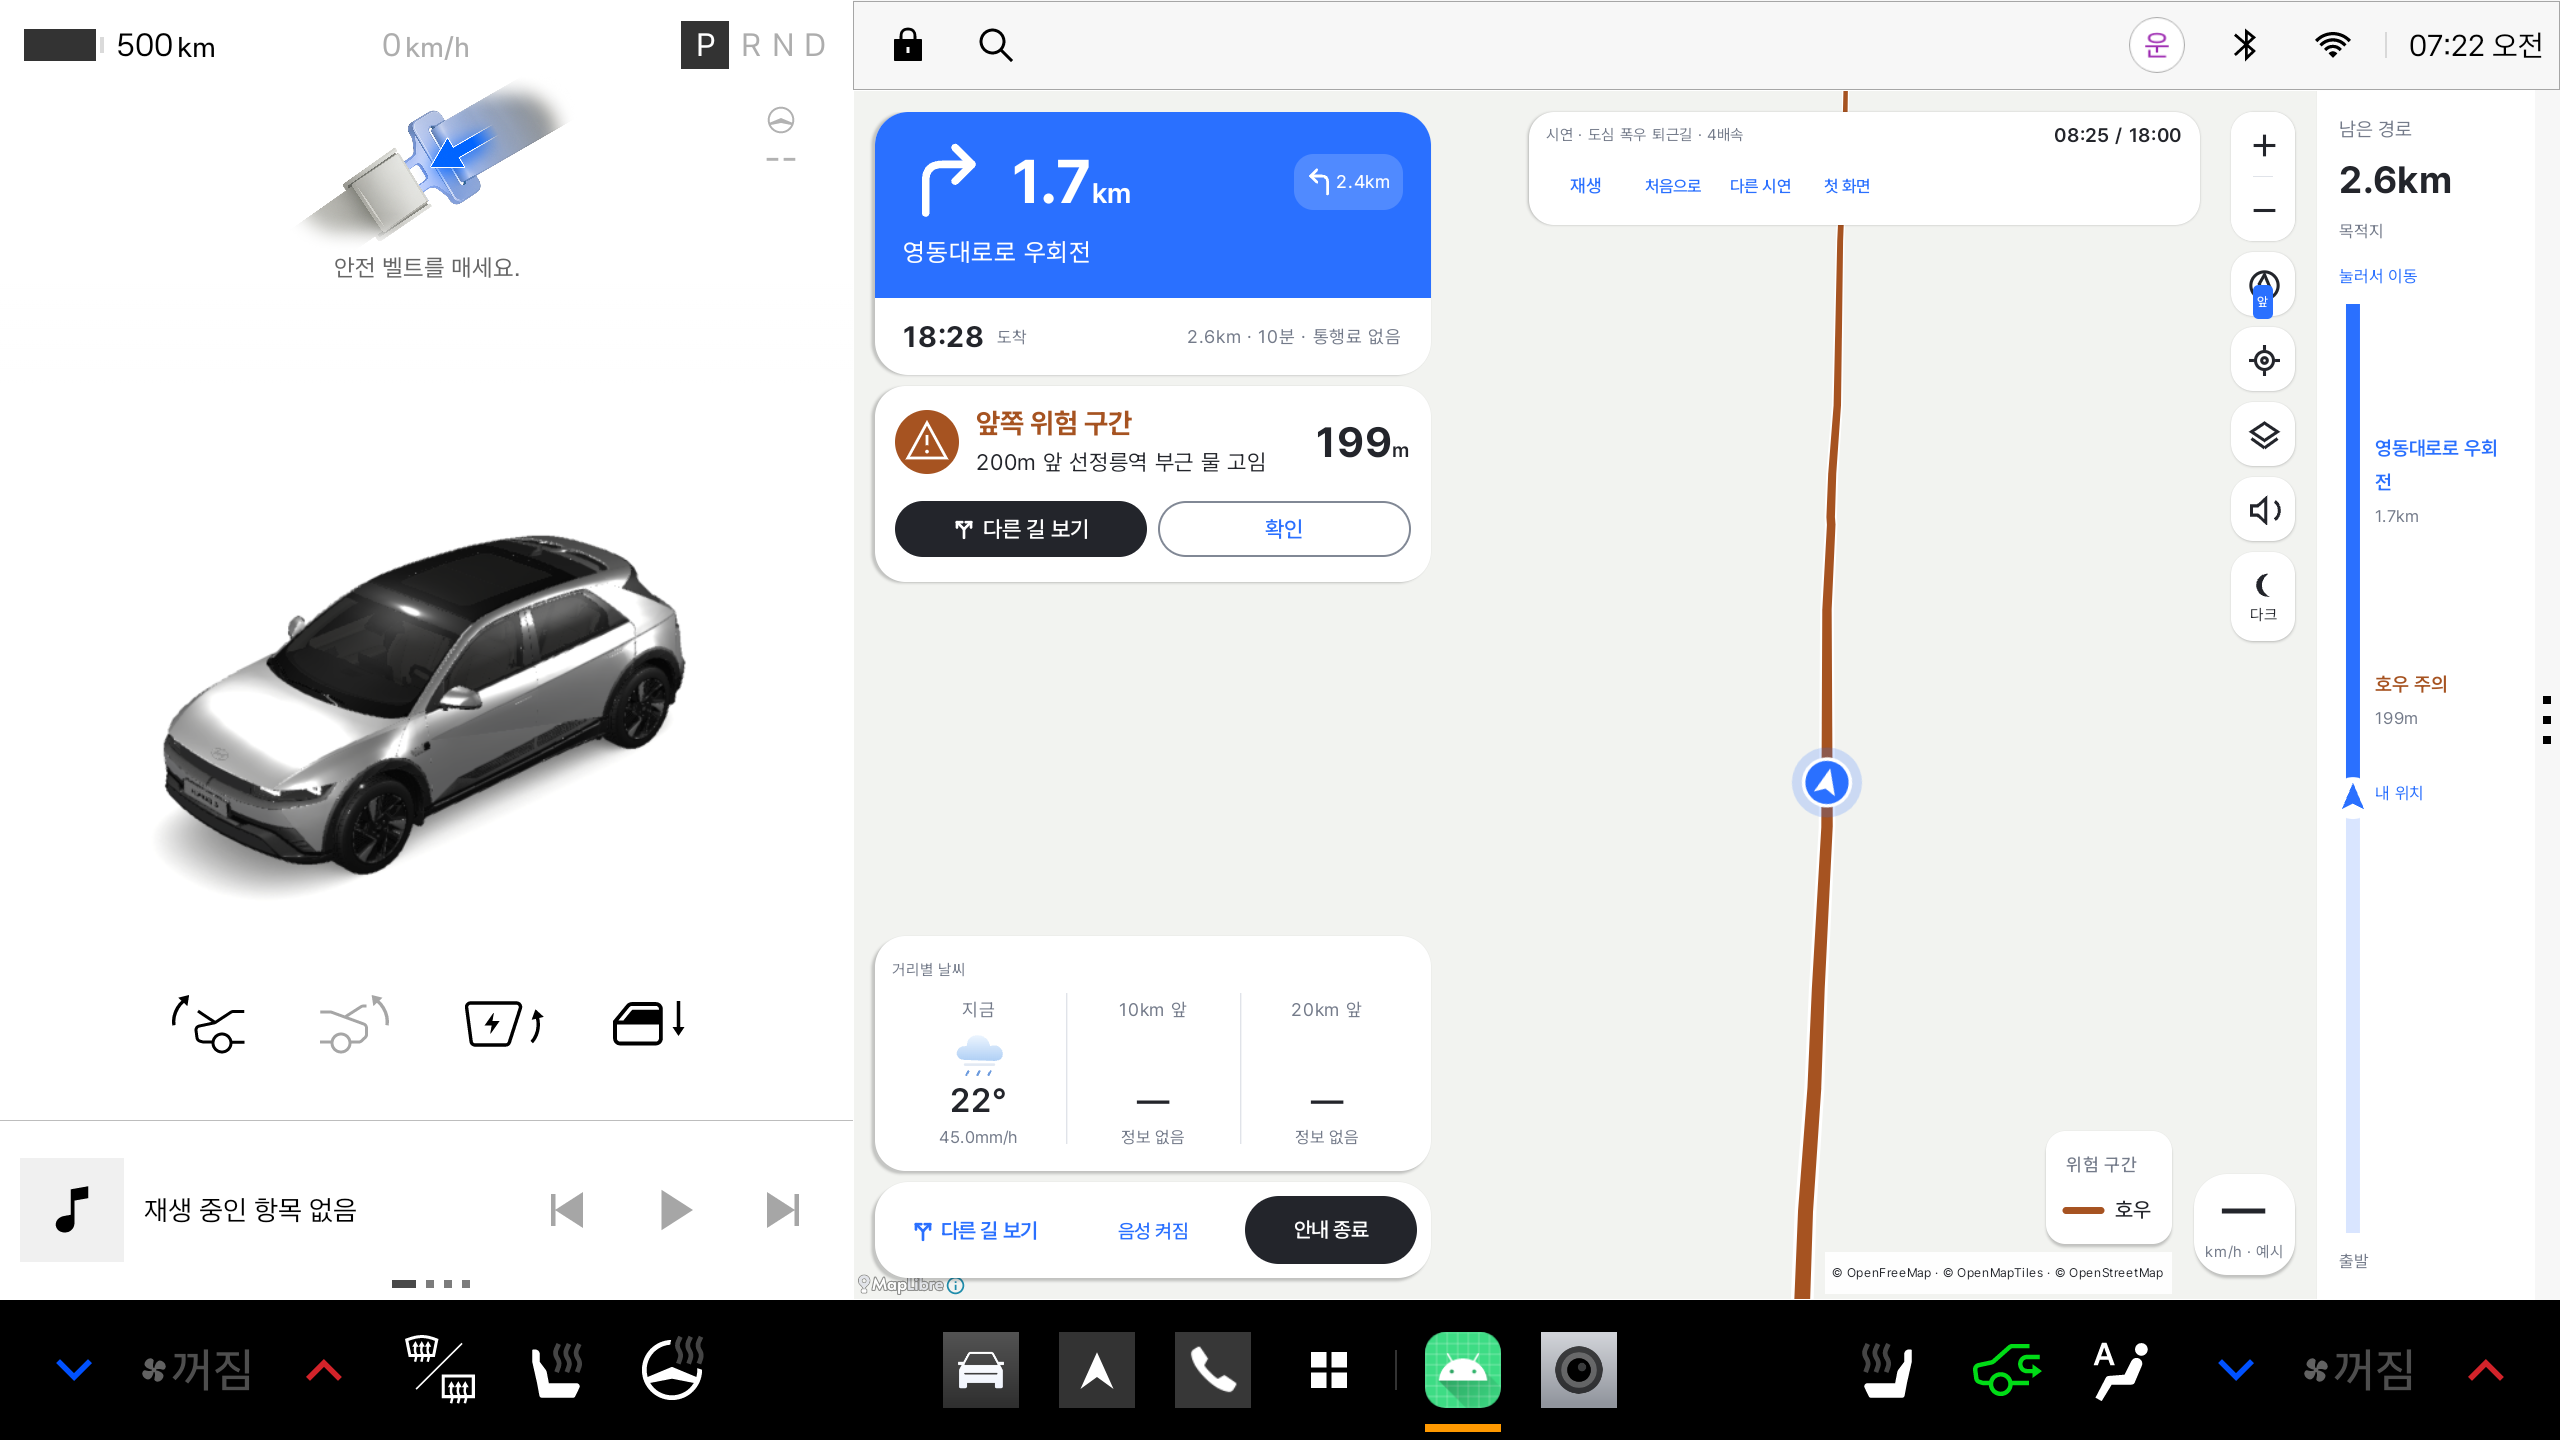 500 km
0 km/h
P R N D
안전 벨트를 매세요.
재생 중인 항목 없음
운
07:22 오전
1.7 km
2.4km
영동대로로 우회전
18:28 도착
2.6km · 10분 · 통행료 없음
앞쪽 위험 구간
200m 앞 선정릉역 부근 물 고임
199m
다른 길 보기
확인
거리별 날씨
지금
22°
45.0mm/h
10km 앞
—
정보 없음
20km 앞
—
정보 없음
다른 길 보기
음성 켜짐
안내 종료
MapLibre
시연 · 도심 폭우 퇴근길 · 4배속
08:25 / 18:00
재생
처음으로
다른 시연
첫 화면
앞
다크
위험 구간
호우
—
km/h · 예시
© OpenFreeMap · © OpenMapTiles · © OpenStreetMap
남은 경로
2.6km
목적지
눌러서 이동
영동대로로 우회
전
1.7km
호우 주의
199m
내 위치
출발
꺼짐
A
꺼짐